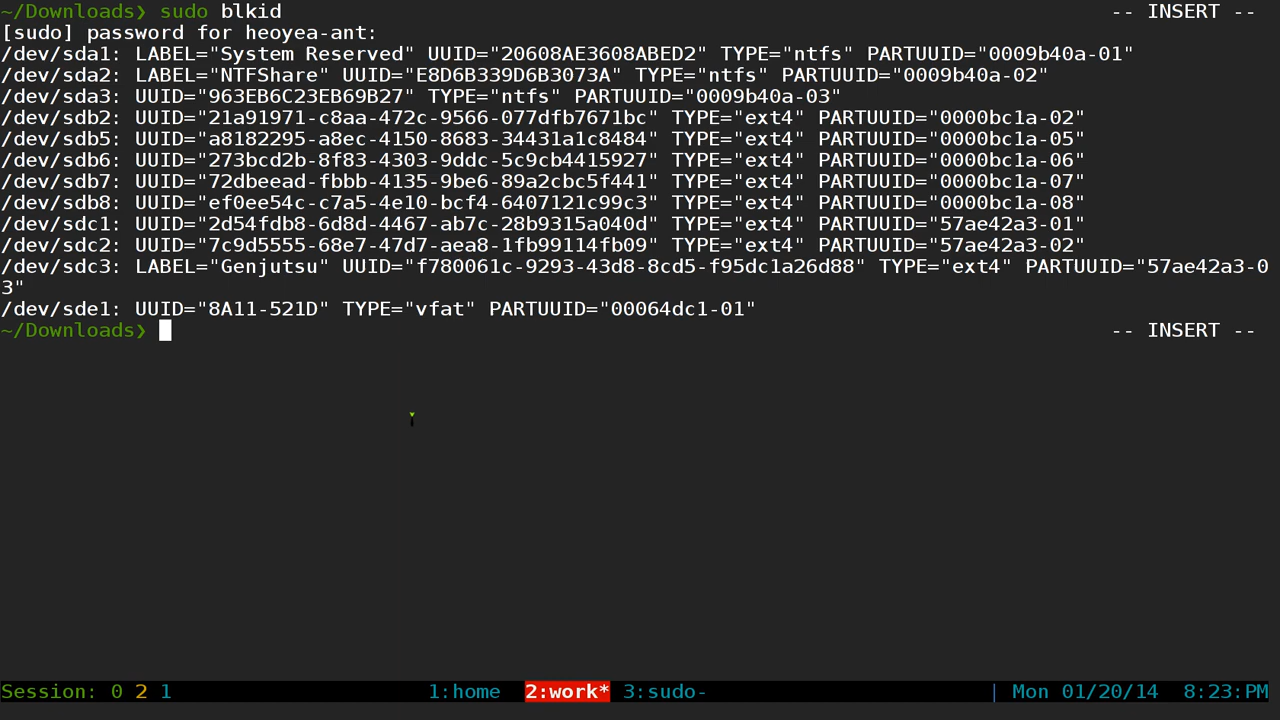 ~/Downloads❯ sudo blkid -- INSERT --
[sudo] password for heoyea-ant:
/dev/sda1: LABEL="System Reserved" UUID="20608AE3608ABED2" TYPE="ntfs" PARTUUID="0009b40a-01"
/dev/sda2: LABEL="NTFShare" UUID="E8D6B339D6B3073A" TYPE="ntfs" PARTUUID="0009b40a-02"
/dev/sda3: UUID="963EB6C23EB69B27" TYPE="ntfs" PARTUUID="0009b40a-03"
/dev/sdb2: UUID="21a91971-c8aa-472c-9566-077dfb7671bc" TYPE="ext4" PARTUUID="0000bc1a-02"
/dev/sdb5: UUID="a8182295-a8ec-4150-8683-34431a1c8484" TYPE="ext4" PARTUUID="0000bc1a-05"
/dev/sdb6: UUID="273bcd2b-8f83-4303-9ddc-5c9cb4415927" TYPE="ext4" PARTUUID="0000bc1a-06"
/dev/sdb7: UUID="72dbeead-fbbb-4135-9be6-89a2cbc5f441" TYPE="ext4" PARTUUID="0000bc1a-07"
/dev/sdb8: UUID="ef0ee54c-c7a5-4e10-bcf4-6407121c99c3" TYPE="ext4" PARTUUID="0000bc1a-08"
/dev/sdc1: UUID="2d54fdb8-6d8d-4467-ab7c-28b9315a040d" TYPE="ext4" PARTUUID="57ae42a3-01"
/dev/sdc2: UUID="7c9d5555-68e7-47d7-aea8-1fb99114fb09" TYPE="ext4" PARTUUID="57ae42a3-02"
/dev/sdc3: LABEL="Genjutsu" UUID="f780061c-9293-43d8-8cd5-f95dc1a26d88" TYPE="ext4" PARTUUID="57ae42a3-0
3"
/dev/sde1: UUID="8A11-521D" TYPE="vfat" PARTUUID="00064dc1-01"
~/Downloads❯ -- INSERT --
Session: 0 2 1 1:home 2:work* 3:sudo- | Mon 01/20/14 8:23:PM